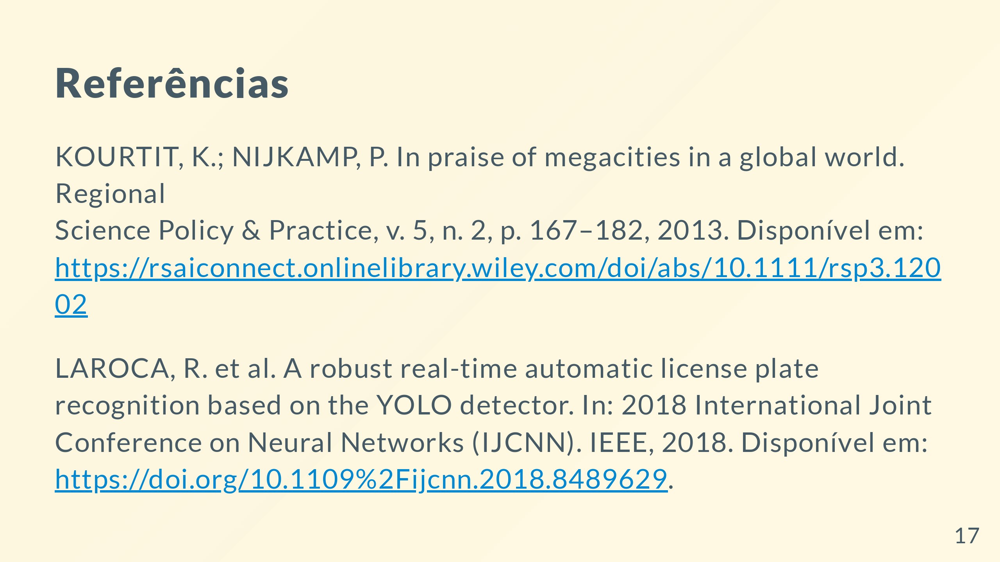 Referências
KOURTIT, K.; NIJKAMP, P. In praise of megacities in a global world.
Regional
Science Policy & Practice, v. 5, n. 2, p. 167–182, 2013. Disponível em:
https://rsaiconnect.onlinelibrary.wiley.com/doi/abs/10.1111/rsp3.120
02
LAROCA, R. et al. A robust real-time automatic license plate
recognition based on the YOLO detector. In: 2018 International Joint
Conference on Neural Networks (IJCNN). IEEE, 2018. Disponível em:
https://doi.org/10.1109%2Fijcnn.2018.8489629.
17